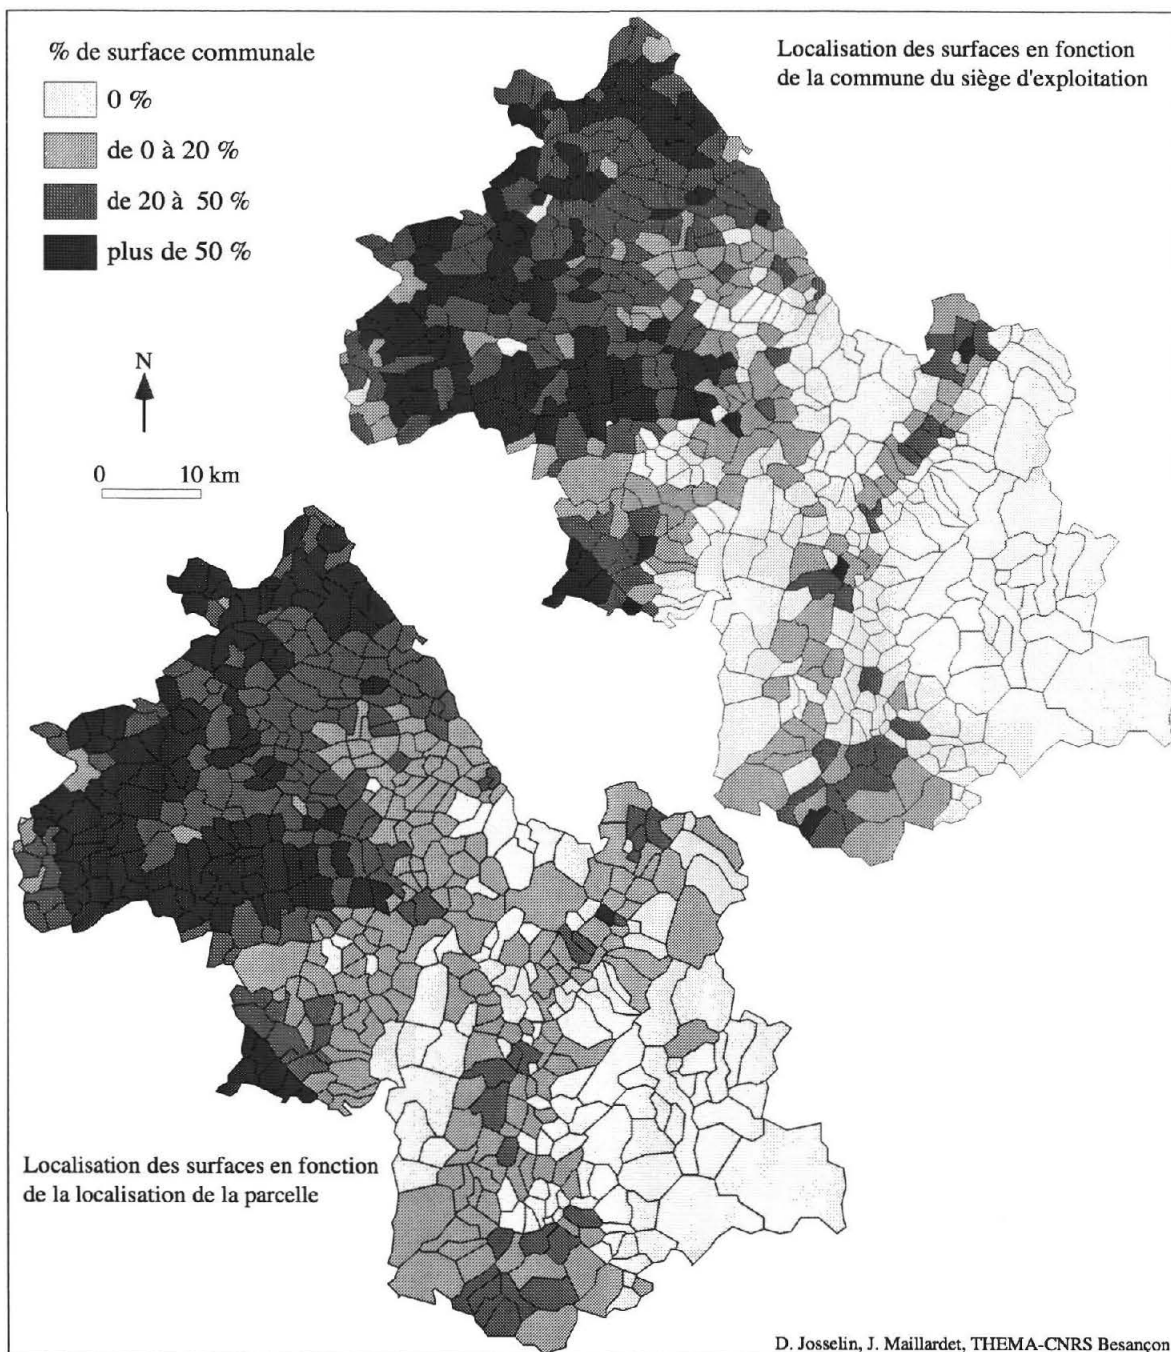 % de surface communale
0 %
de 0 à 20 %
de 20 à 50 %
plus de 50 %
Localisation des surfaces en fonction
de la commune du siège d'exploitation
N
0 10 km
Localisation des surfaces en fonction
de la localisation de la parcelle
D. Josselin, J. Maillardet, THEMA-CNRS Besançon